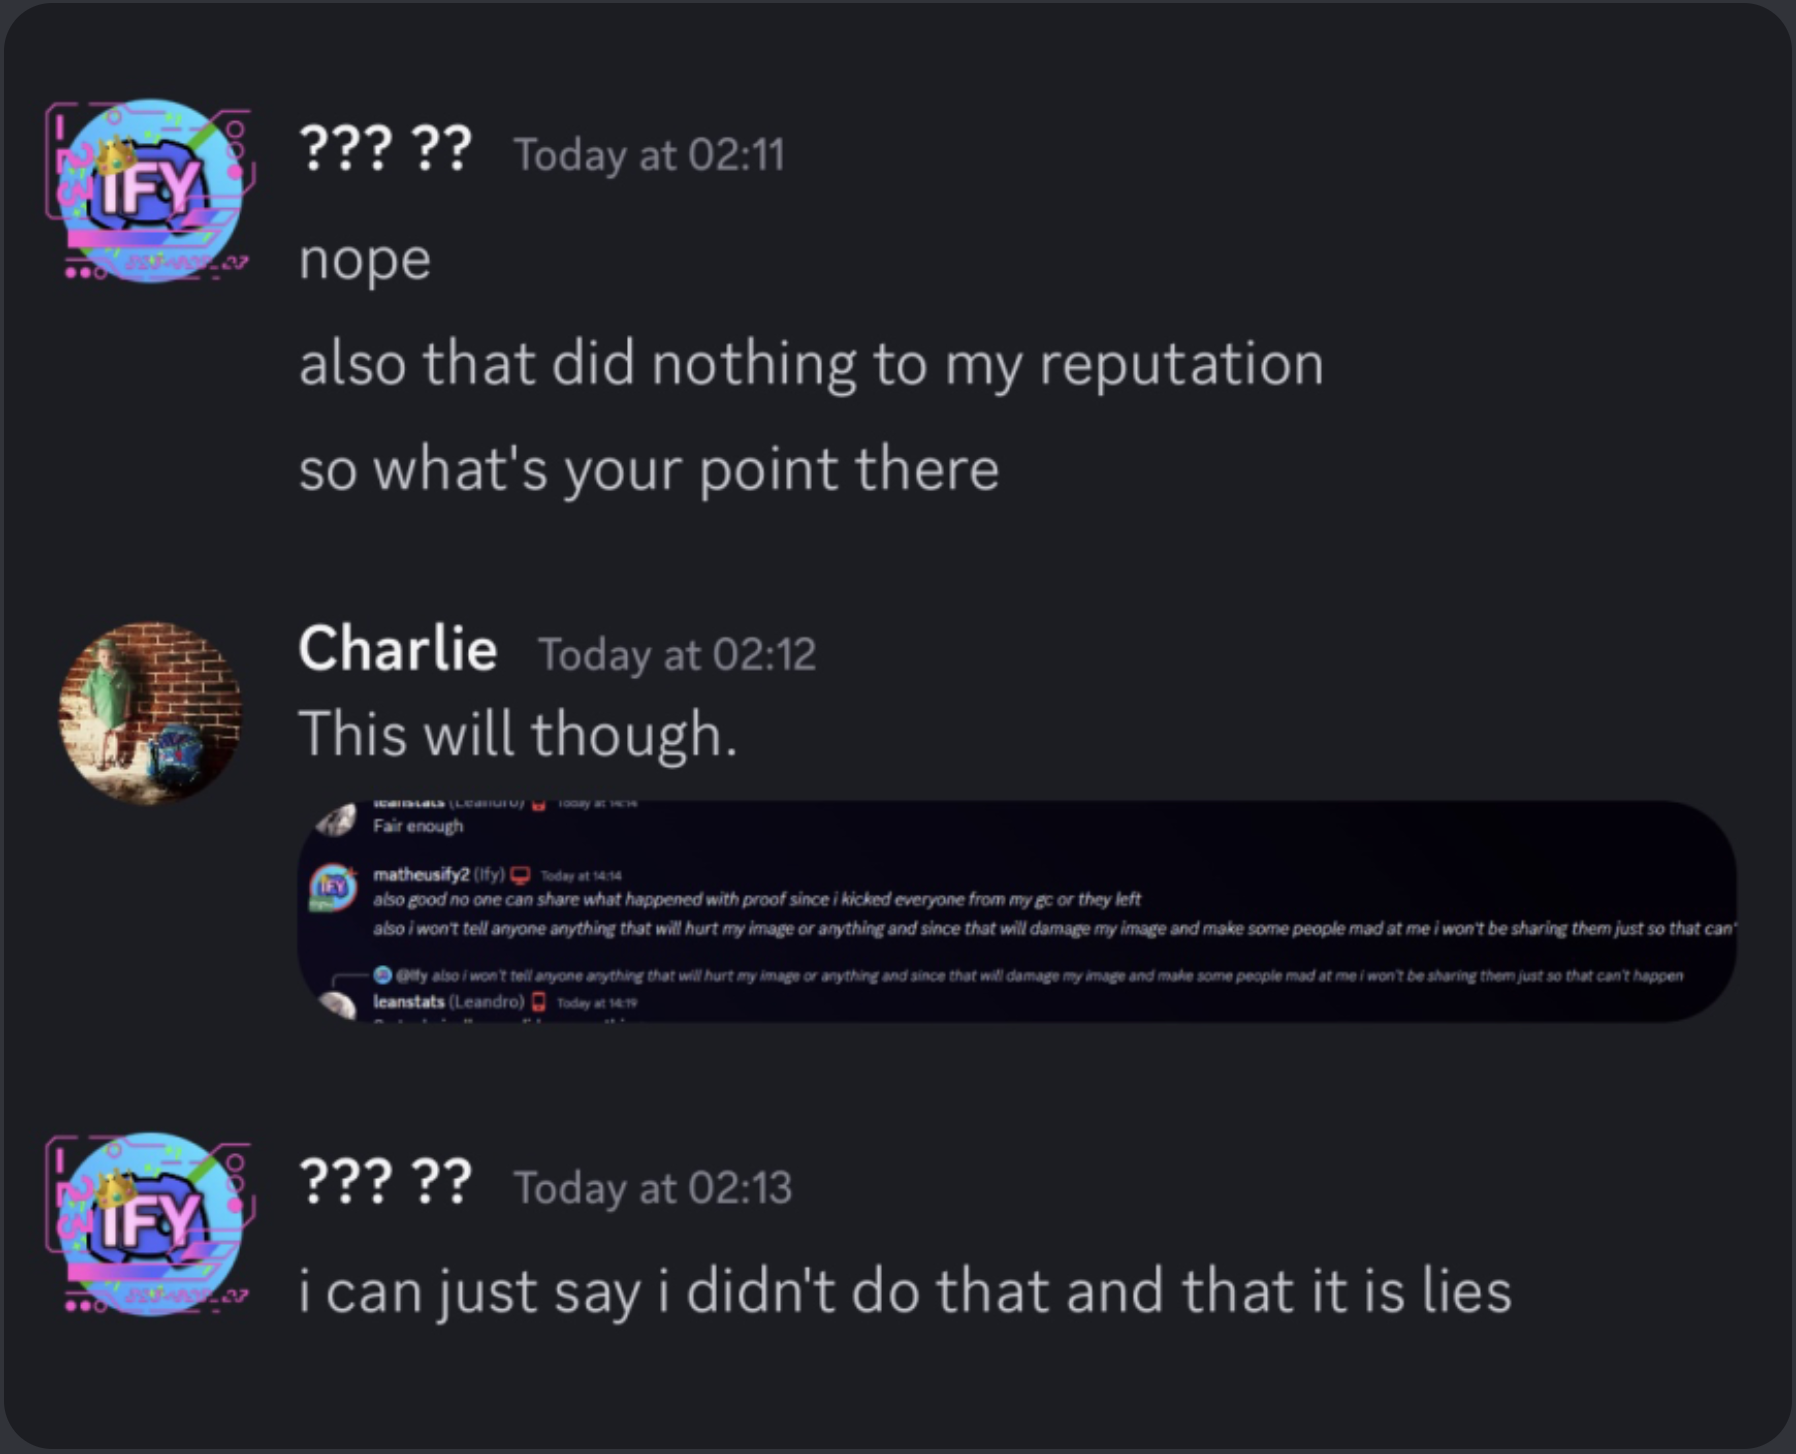 ??? ?? Today at 02:11
nope
also that did nothing to my reputation
so what's your point there
IFY
Charlie Today at 02:12
This will though.
leanstats (Leandro) Today at 14:14
Fair enough
IFY
matheusify2 (Ify) Today at 14:14
also good no one can share what happened with proof since i kicked everyone from my gc or they left
also i won't tell anyone anything that will hurt my image or anything and since that will damage my image and make some people mad at me i won't be sharing them just so that can'
@Ify also i won't tell anyone anything that will hurt my image or anything and since that will damage my image and make some people mad at me i won't be sharing them just so that can't happen
leanstats (Leandro) Today at 14:19
??? ?? Today at 02:13
IFY
i can just say i didn't do that and that it is lies